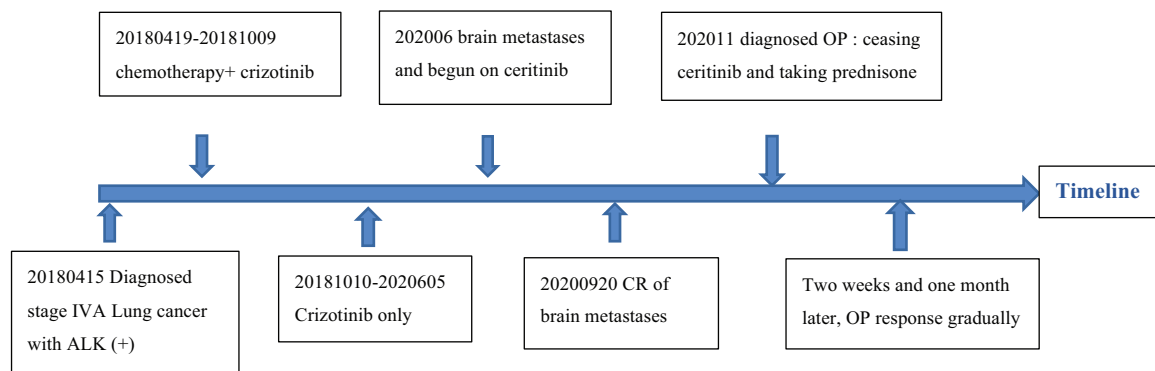 20180419-20181009
chemotherapy+ crizotinib
202006 brain metastases
and begun on ceritinib
202011 diagnosed OP : ceasing
ceritinib and taking prednisone
Timeline
20180415 Diagnosed
stage IVA Lung cancer
with ALK (+)
20181010-2020605
Crizotinib only
20200920 CR of
brain metastases
Two weeks and one month
later, OP response gradually